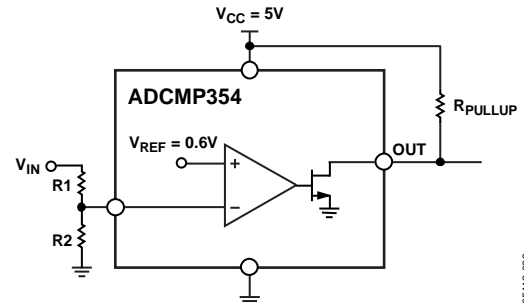 VCC = 5V
ADCMP354
RPULLUP
VREF = 0.6V
OUT
VIN
R1
R2
+
–